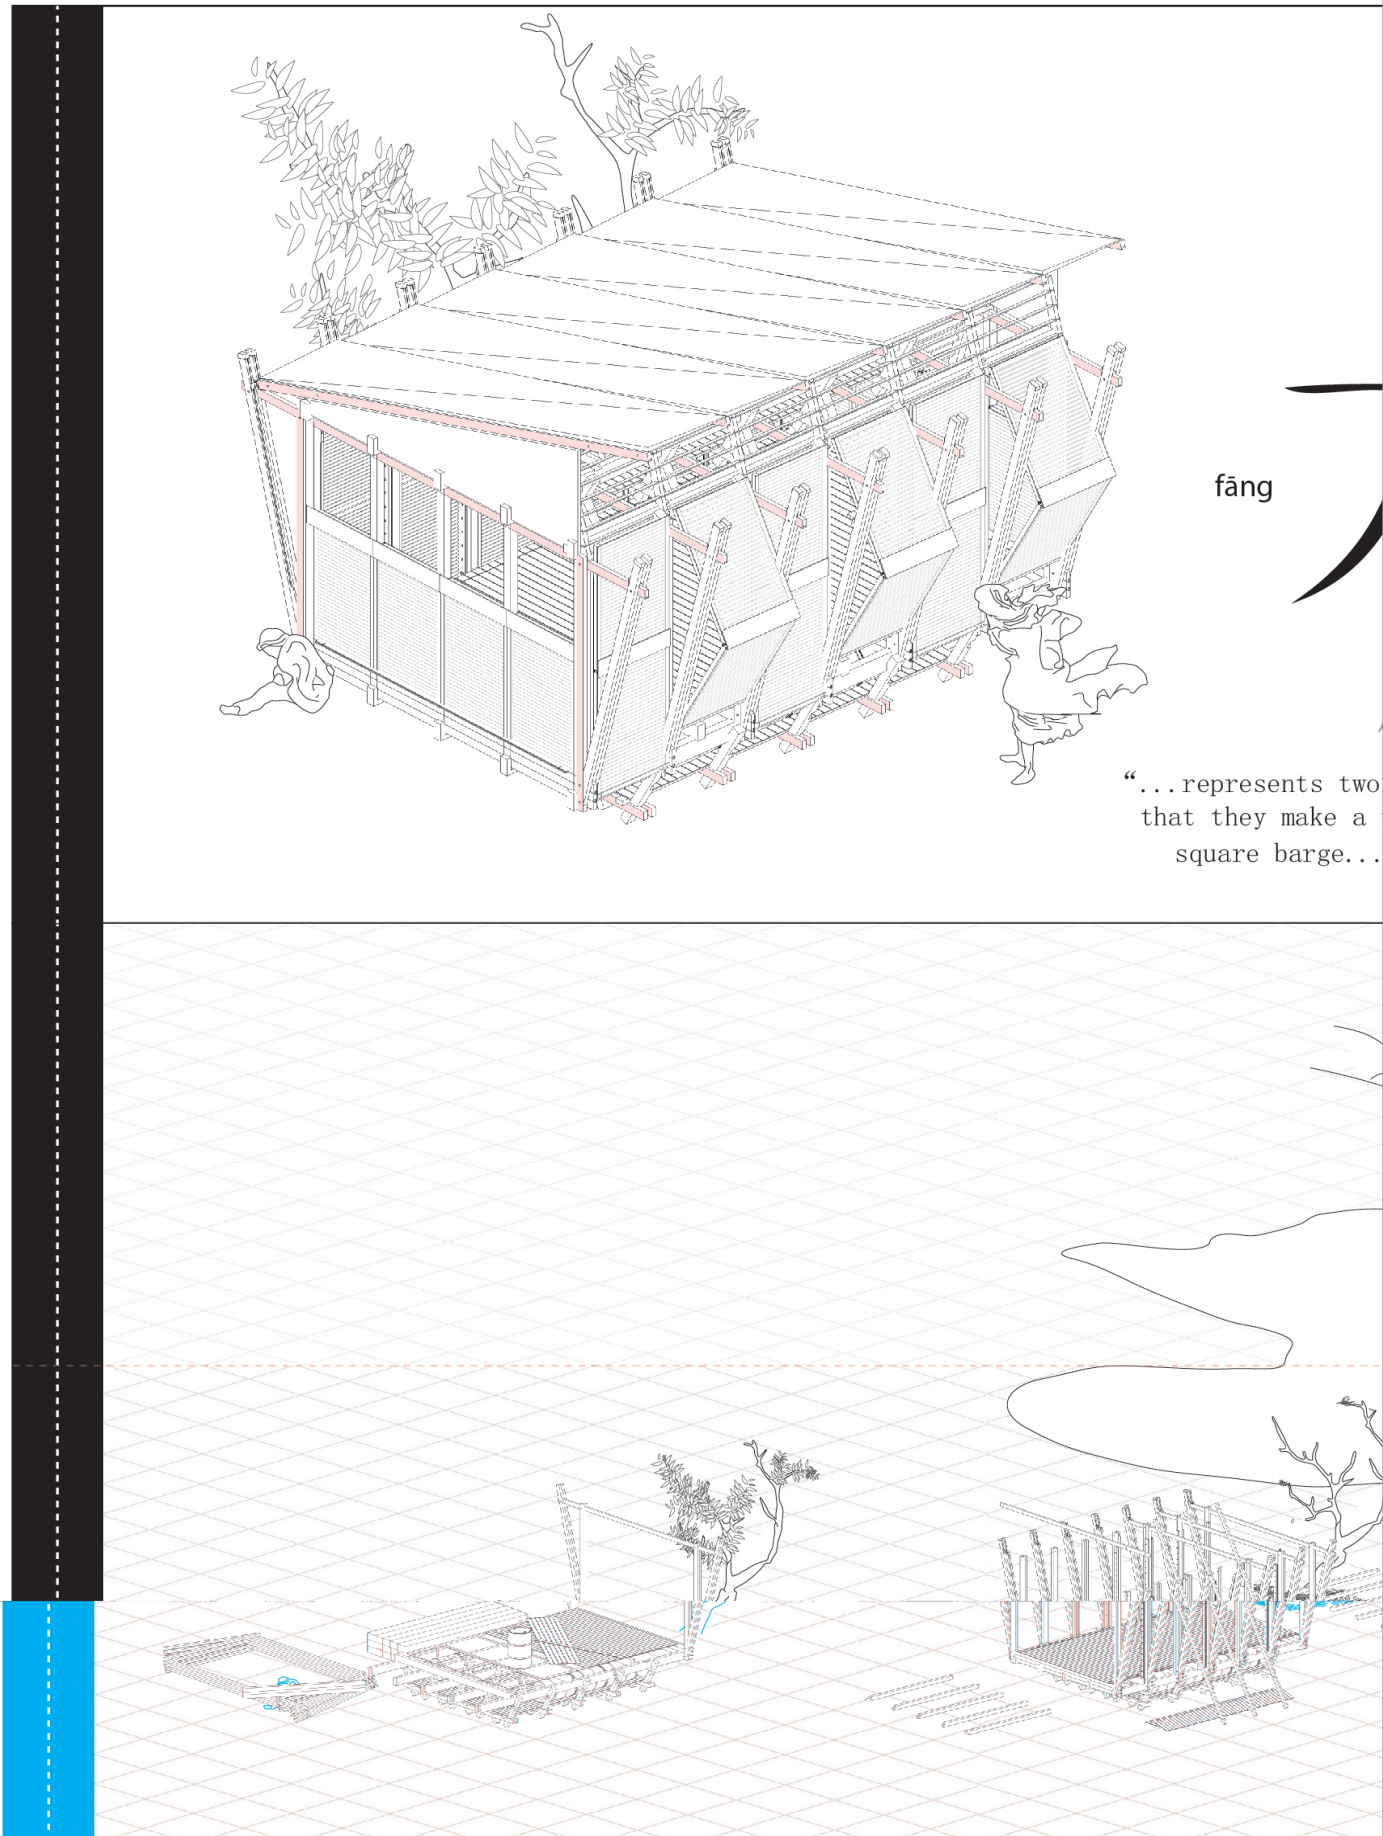 fāng
“...represents two
that they make a
square barge...